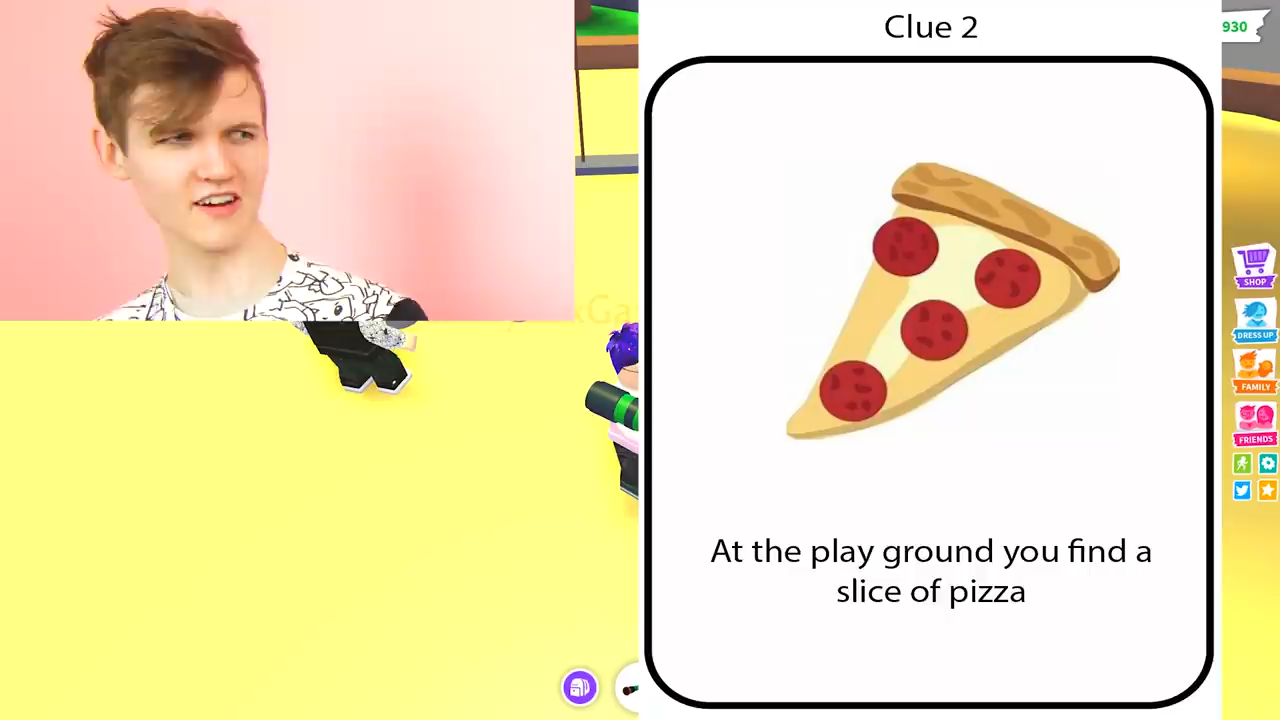 Clue 2
930
At the play ground you find a
slice of pizza
SHOP
DRESS UP
FAMILY
FRIENDS